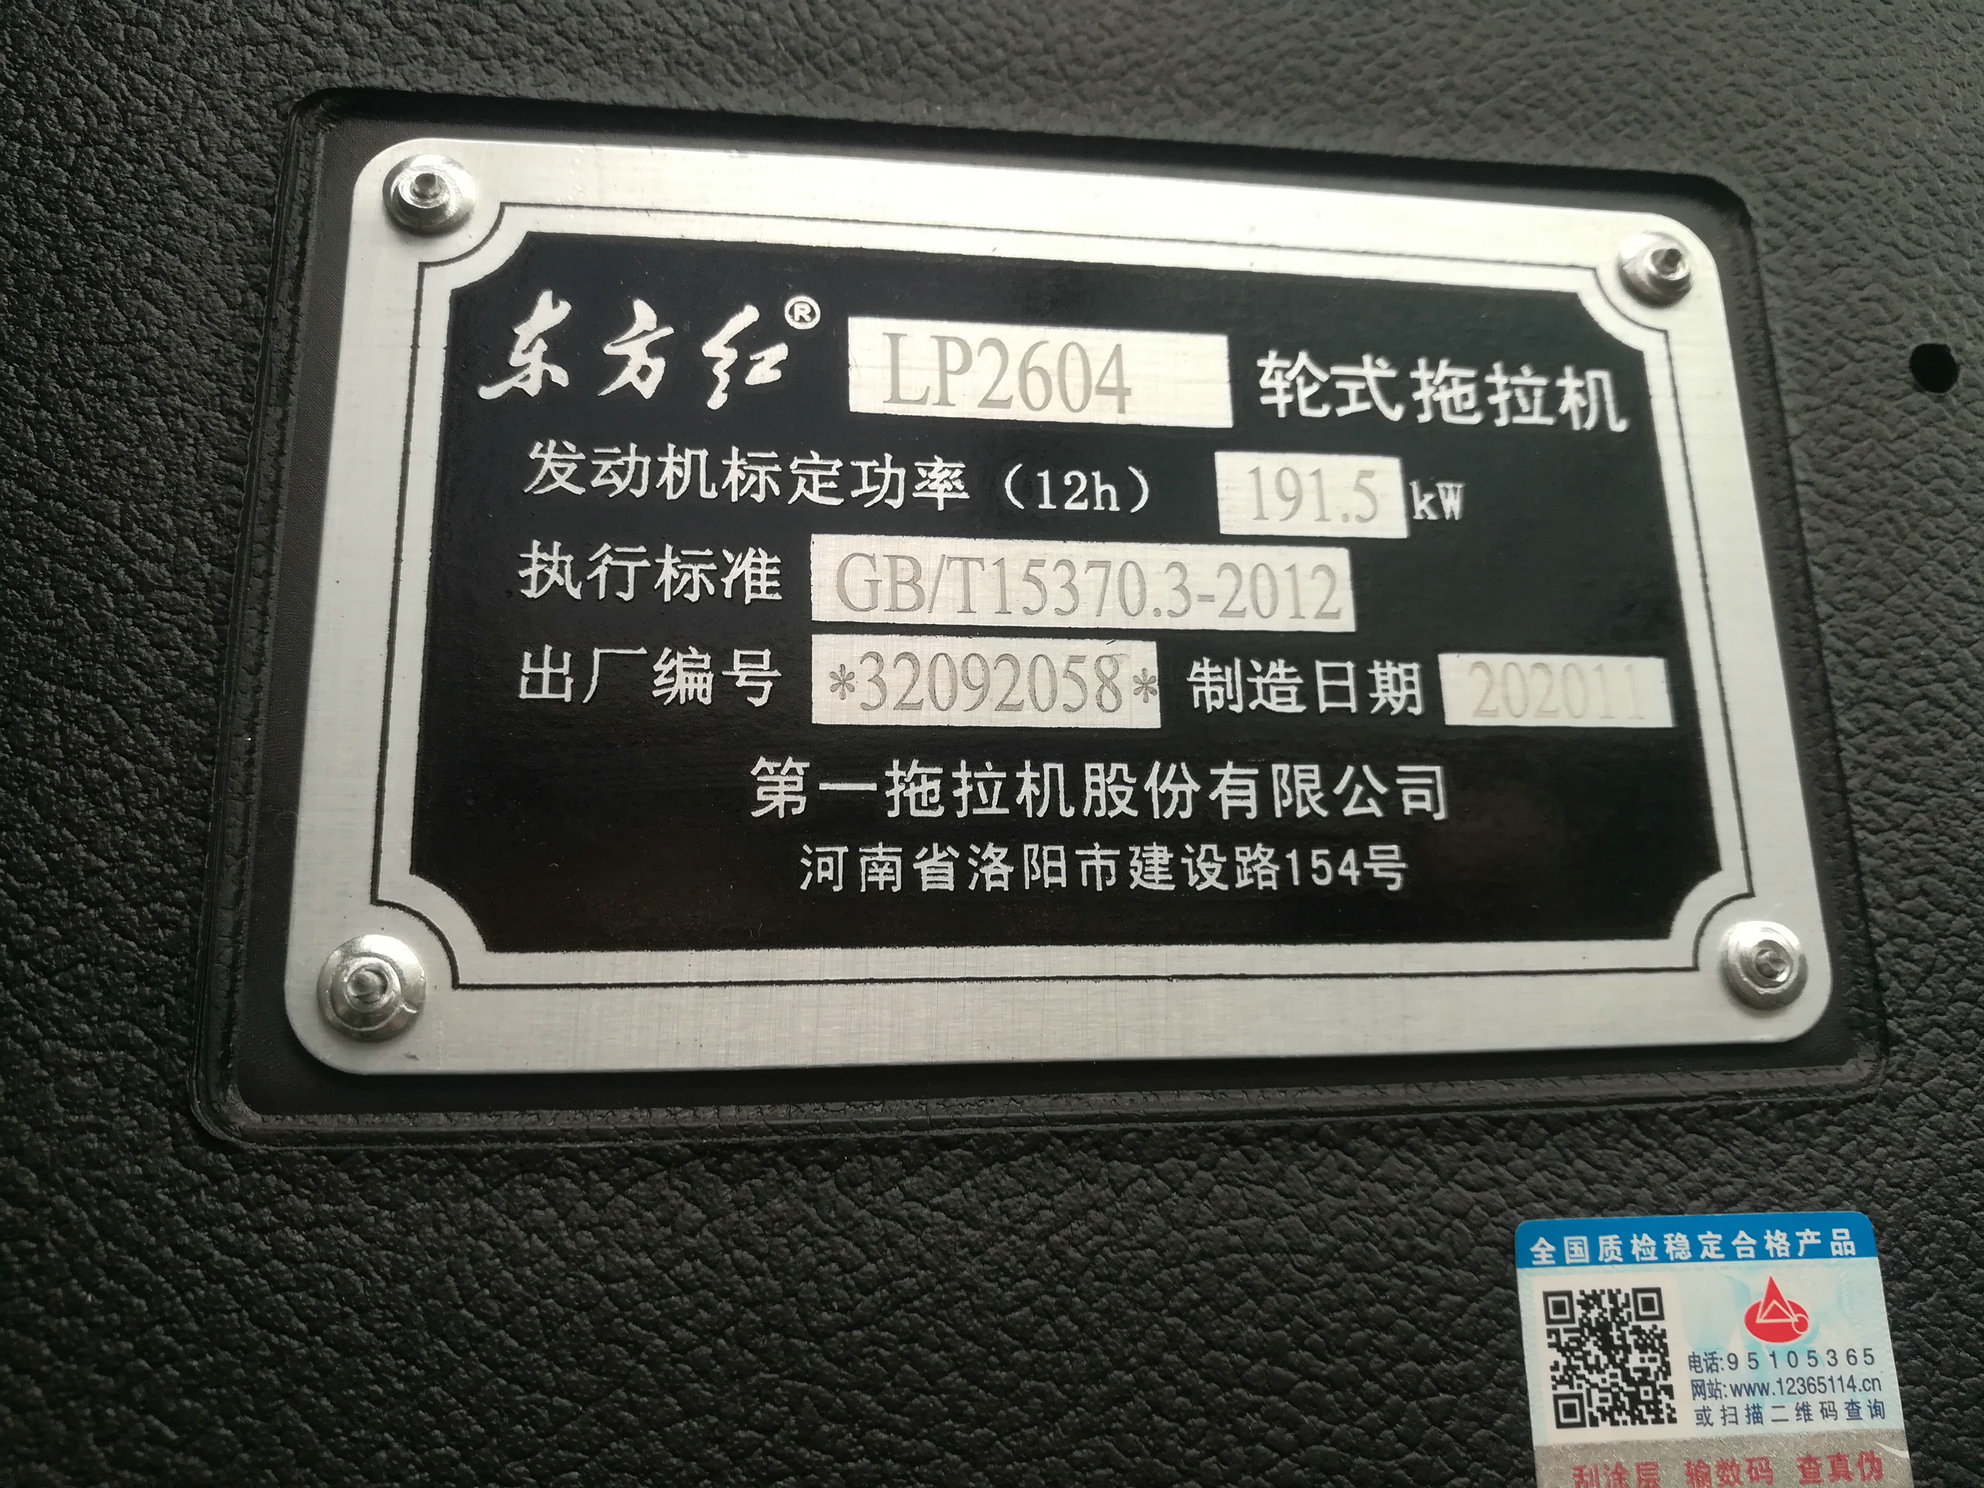 东方红® LP2604 轮式拖拉机
发动机标定功率（12h） 191.5 kW
执行标准 GB/T15370.3-2012
出厂编号 *32092058* 制造日期 202011
第一拖拉机股份有限公司
河南省洛阳市建设路154号
全国质检稳定合格产品
电话:95105365
网站:www.12365114.cn
或扫描二维码查询
刮涂层 输数码 查真伪